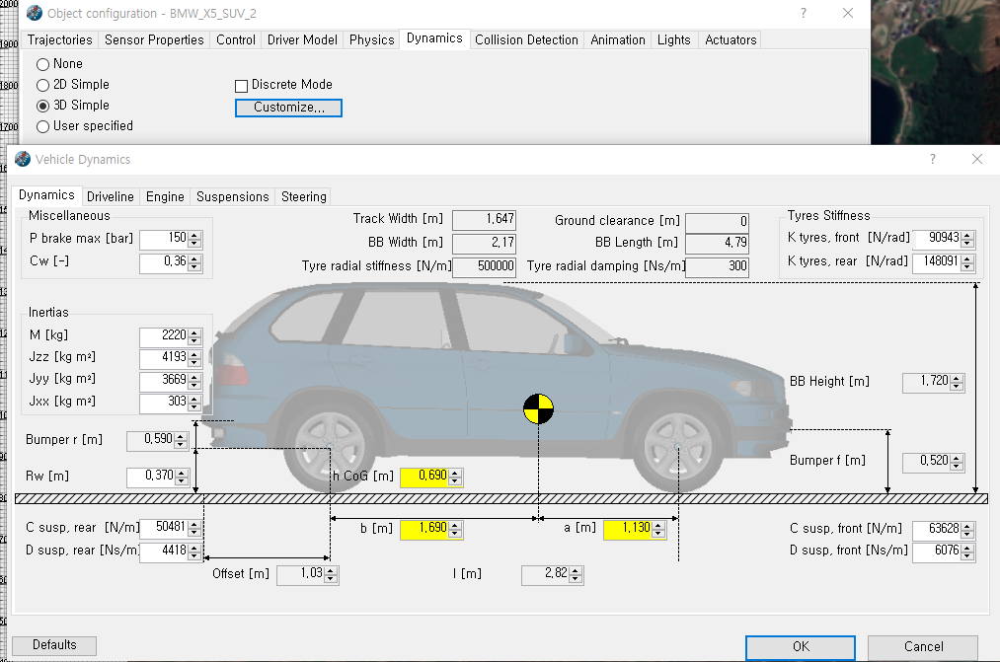 2000
Object configuration - BMW_X5_SUV_2
?
1900
Trajectories Sensor Properties Control Driver Model Physics Dynamics Collision Detection Animation Lights Actuators
None
1800
2D Simple Discrete Mode
3D Simple Customize...
1700
User specified
Vehicle Dynamics
?
Dynamics Driveline Engine Suspensions Steering
Miscellaneous
P brake max [bar] 150
Cw [-] 0,36
Track Width [m] 1,647
BB Width [m] 2,17
Tyre radial stiffness [N/m] 500000
Ground clearance [m] 0
BB Length [m] 4,79
Tyre radial damping [Ns/m] 300
Tyres Stiffness
K tyres, front [N/rad] 90943
K tyres, rear [N/rad] 148091
Inertias
M [kg] 2220
Jzz [kg m²] 4193
Jyy [kg m²] 3669
Jxx [kg m²] 303
BB Height [m] 1,720
Bumper r [m] 0,590
Bumper f [m] 0,520
Rw [m] 0,370
h CoG [m] 0,690
C susp, rear [N/m] 50481
D susp, rear [Ns/m] 4418
b [m] 1,690
a [m] 1,130
C susp, front [N/m] 63628
D susp, front [Ns/m] 6076
Offset [m] 1,03
l [m] 2,82
Defaults OK Cancel